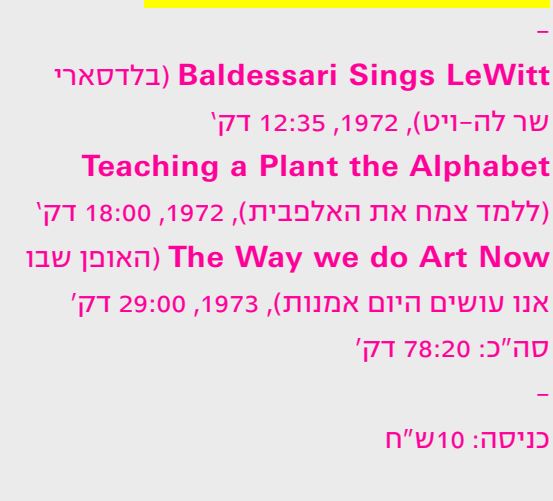 –
Baldessari Sings LeWitt (בלדסארי
שר לה-ויט), 1972, 12:35 דק'
Teaching a Plant the Alphabet
(ללמד צמח את האלפבית), 1972, 18:00 דק'
The Way we do Art Now (האופן שבו
אנו עושים היום אמנות), 1973, 29:00 דק'
סה"כ: 78:20 דק'
–
כניסה: 10ש"ח